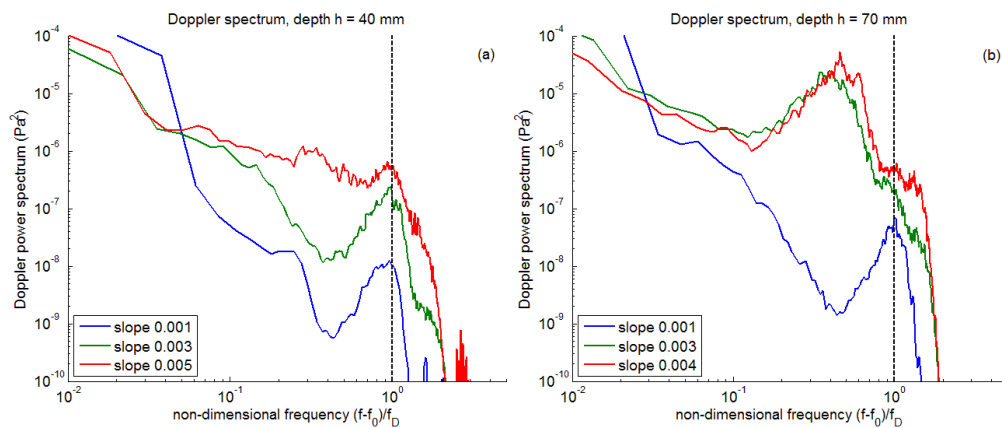 Doppler spectrum, depth h = 40 mm
(a)
Doppler power spectrum (Pa²)
10⁻⁴
10⁻⁵
10⁻⁶
10⁻⁷
10⁻⁸
10⁻⁹
10⁻¹⁰
slope 0.001
slope 0.003
slope 0.005
10⁻² 10⁻¹ 10⁰
non-dimensional frequency (f-f₀)/f_D
Doppler spectrum, depth h = 70 mm
(b)
Doppler power spectrum (Pa²)
10⁻⁴
10⁻⁵
10⁻⁶
10⁻⁷
10⁻⁸
10⁻⁹
10⁻¹⁰
slope 0.001
slope 0.003
slope 0.004
10⁻² 10⁻¹ 10⁰
non-dimensional frequency (f-f₀)/f_D